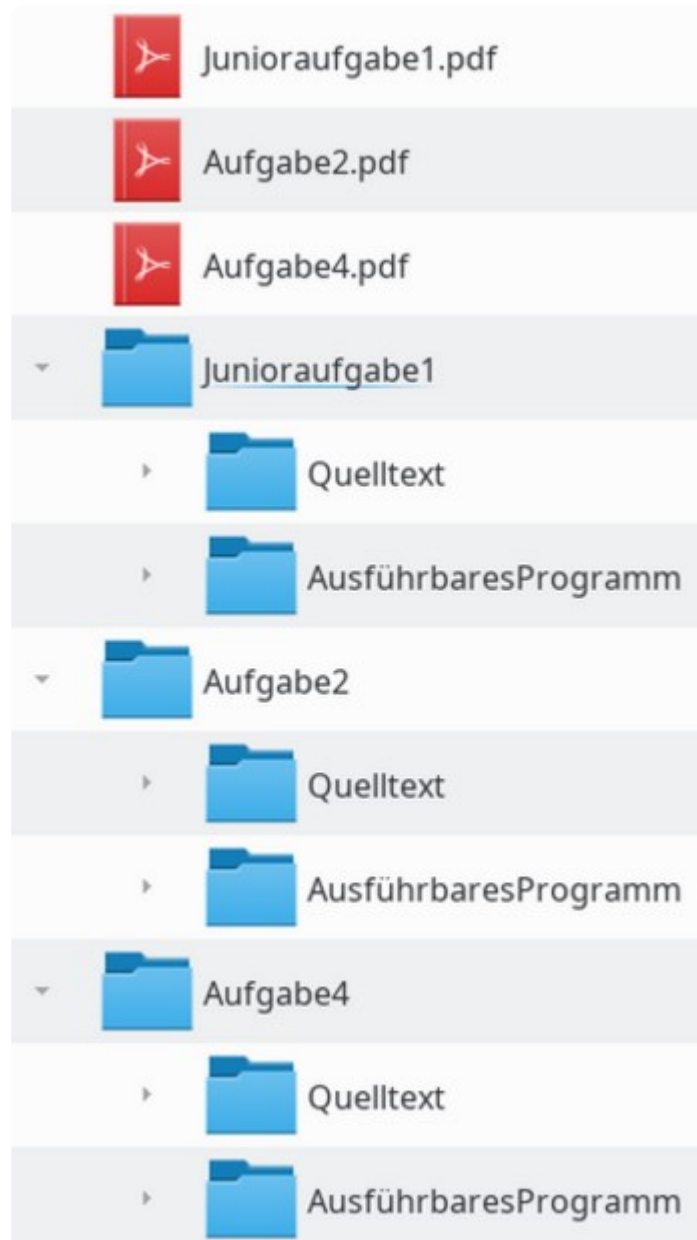 Junioraufgabe1.pdf
Aufgabe2.pdf
Aufgabe4.pdf
Junioraufgabe1
Quelltext
AusführbaresProgramm
Aufgabe2
Quelltext
AusführbaresProgramm
Aufgabe4
Quelltext
AusführbaresProgramm